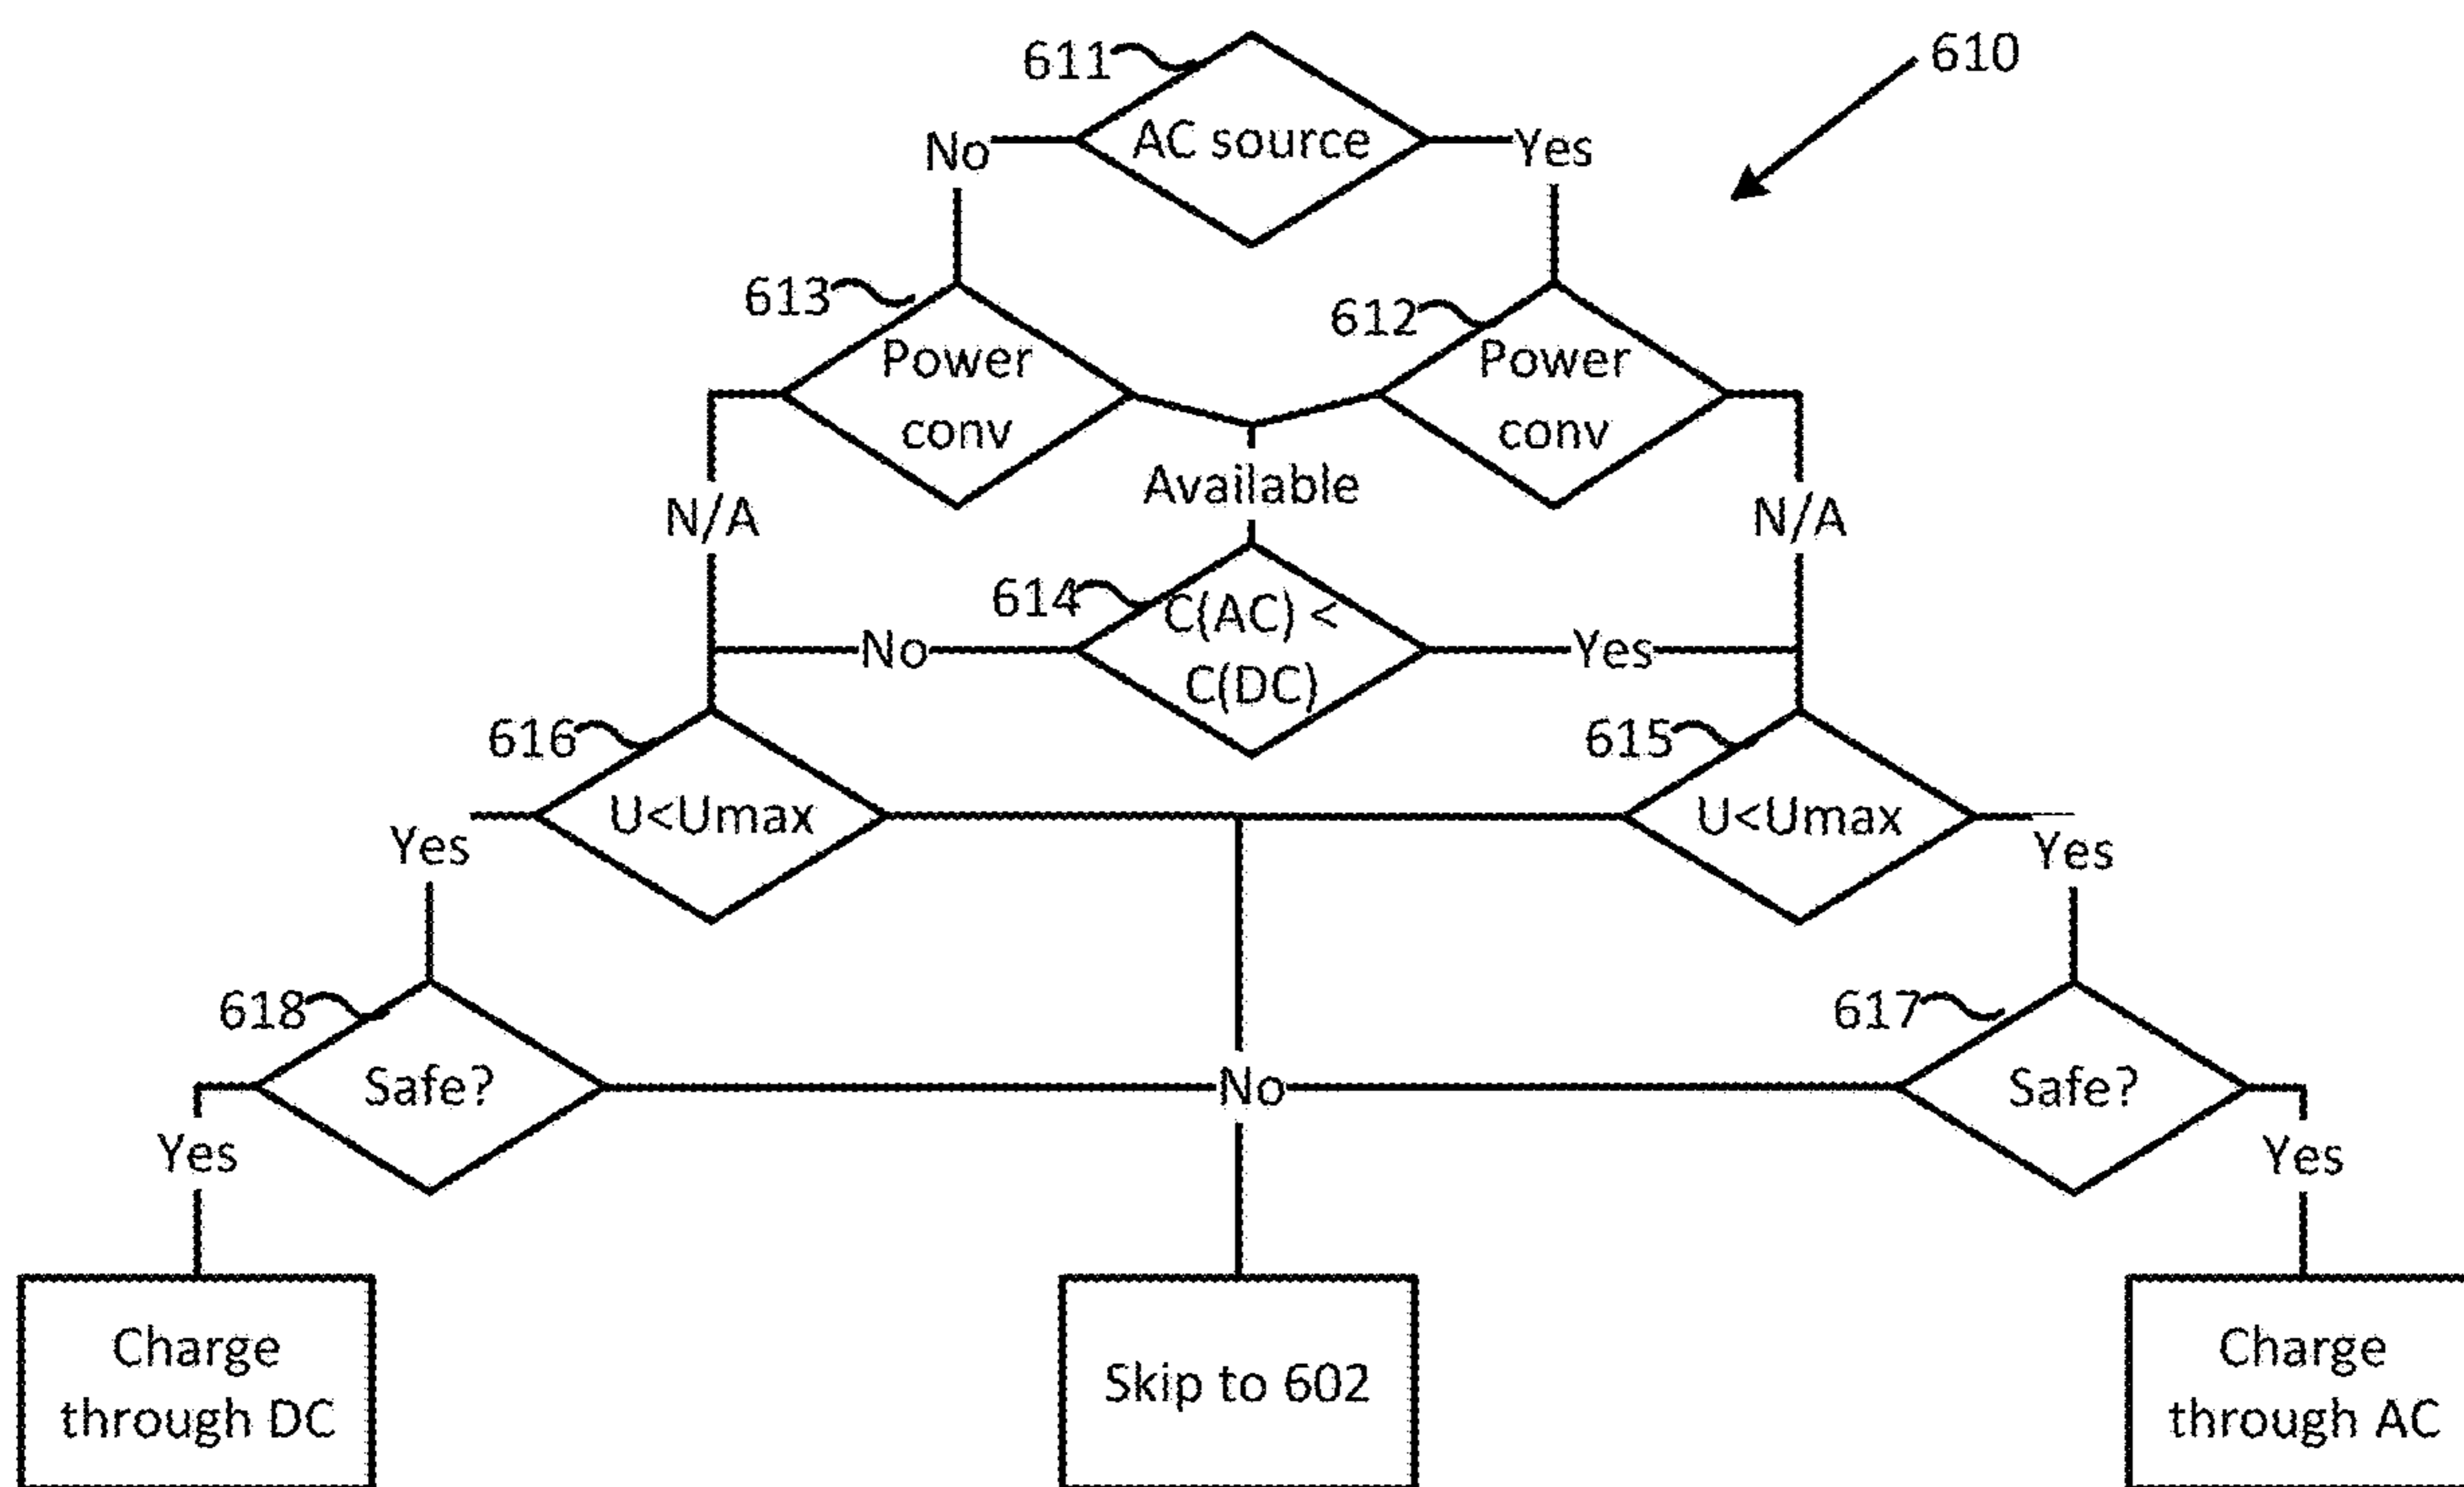 610
611
AC source
No
Yes
613
612
Power
conv
Power
conv
Available
N/A
N/A
614
C(AC) <
C(DC)
No
Yes
616
615
U<Umax
U<Umax
Yes
Yes
618
617
Safe?
No
Safe?
Yes
Yes
Charge
through DC
Skip to 602
Charge
through AC